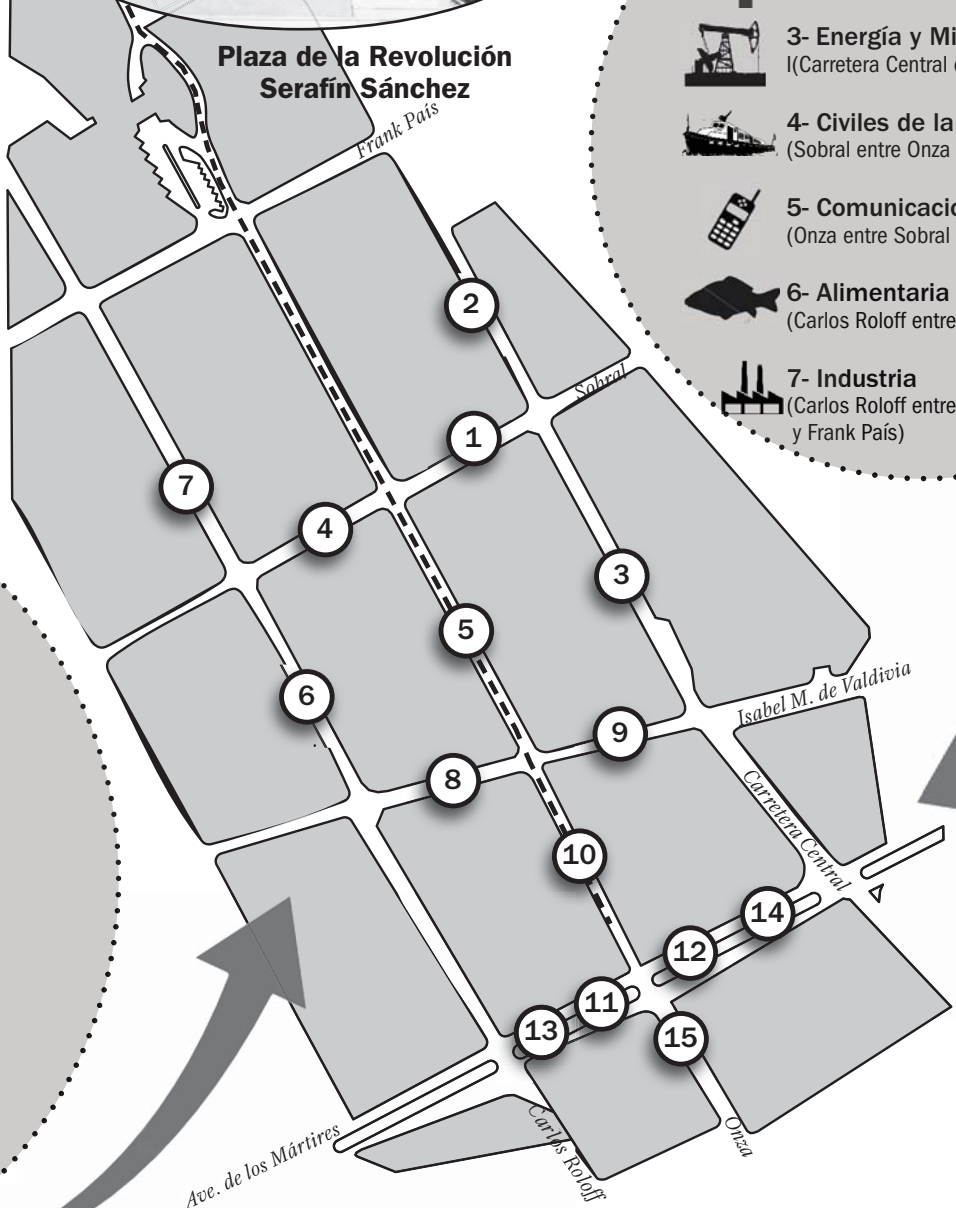 Plaza de la Revolución
Serafín Sánchez
Frank País
3- Energía y
I(Carretera Central
4- Civiles de la
(Sobral entre Onza
5-
(Onza entre Sobral
6- Alimentaria
(Carlos Roloff entre
7- Industria
(Carlos Roloff entre
y Frank País)
2
Sobral
1
7
4
3
5
6
Isabel M. de Valdivia
9
8
Carretera Central
10
14
12
11
13
15
Carlos Roloff
Onza
Ave. de los Mártires